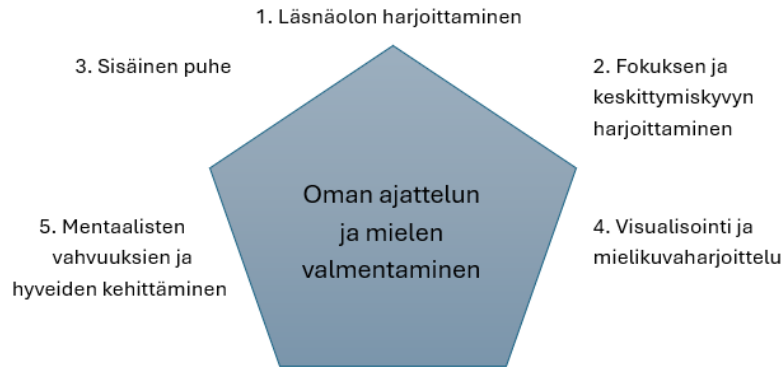 1. Läsnäolon harjoittaminen
3. Sisäinen puhe
2. Fokuksen ja
keskittymiskyvyn
harjoittaminen
Oman ajattelun
ja mielen
valmentaminen
5. Mentaalisten
vahvuuksien ja
hyveiden kehittäminen
4. Visualisointi ja
mielikuvaharjoittelu